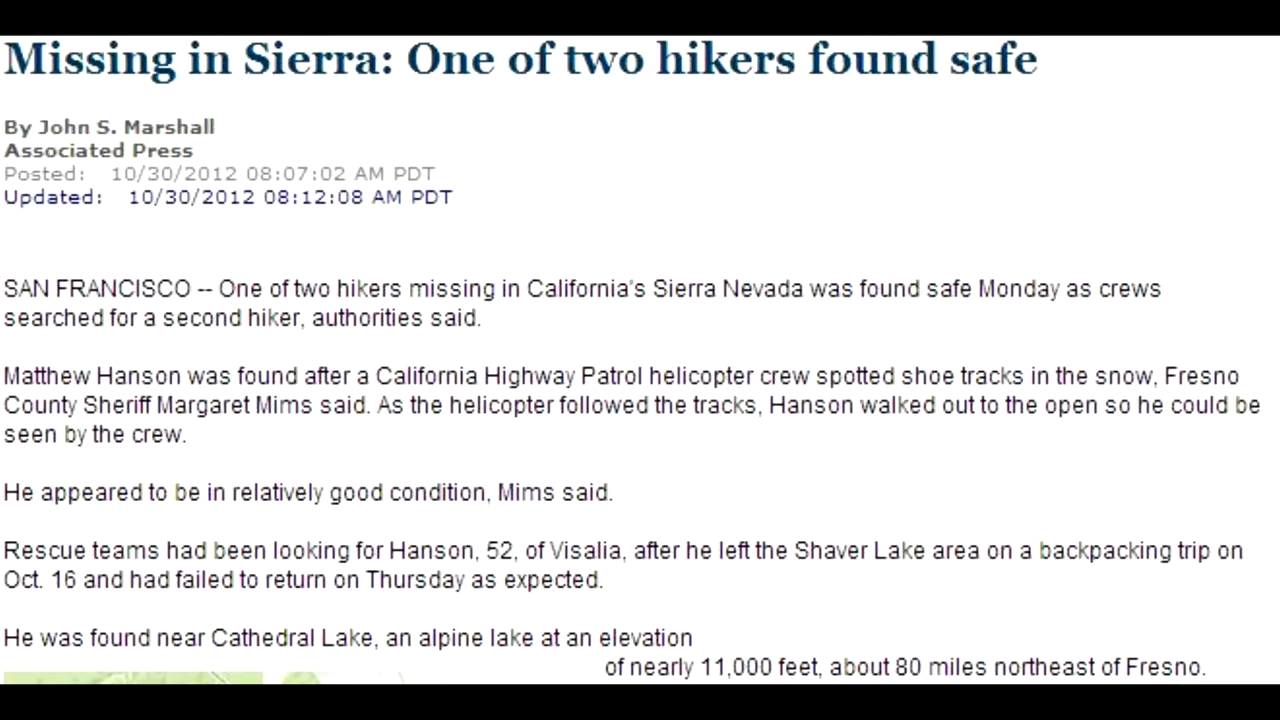 Missing in Sierra: One of two hikers found safe
By John S. Marshall
Associated Press
Posted: 10/30/2012 08:07:02 AM PDT
Updated: 10/30/2012 08:12:08 AM PDT
SAN FRANCISCO -- One of two hikers missing in California's Sierra Nevada was found safe Monday as crews
searched for a second hiker, authorities said.
Matthew Hanson was found after a California Highway Patrol helicopter crew spotted shoe tracks in the snow, Fresno
County Sheriff Margaret Mims said. As the helicopter followed the tracks, Hanson walked out to the open so he could be
seen by the crew.
He appeared to be in relatively good condition, Mims said.
Rescue teams had been looking for Hanson, 52, of Visalia, after he left the Shaver Lake area on a backpacking trip on
Oct. 16 and had failed to return on Thursday as expected.
He was found near Cathedral Lake, an alpine lake at an elevation
of nearly 11,000 feet, about 80 miles northeast of Fresno.